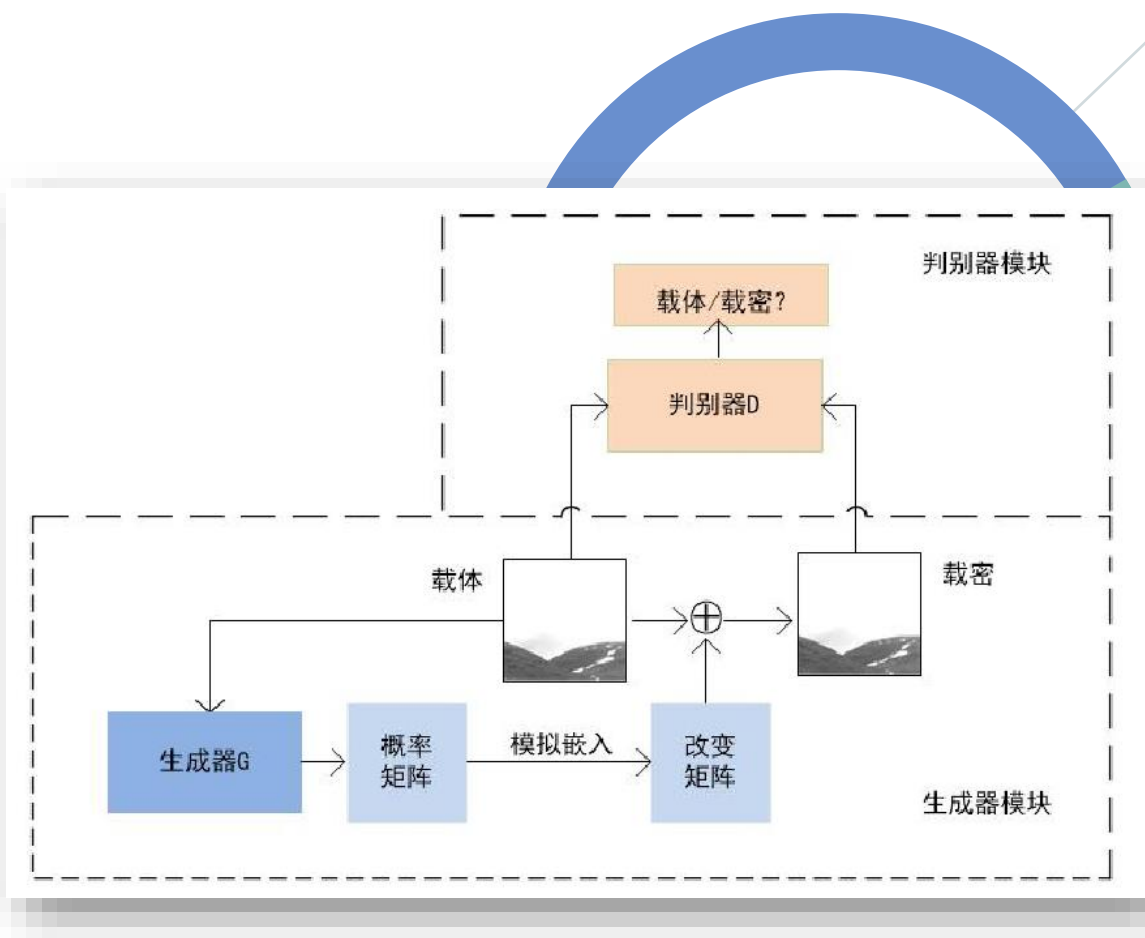 判别器模块
载体/载密?
判别器D
载体
载密
生成器G
概率
矩阵
模拟嵌入
改变
矩阵
生成器模块